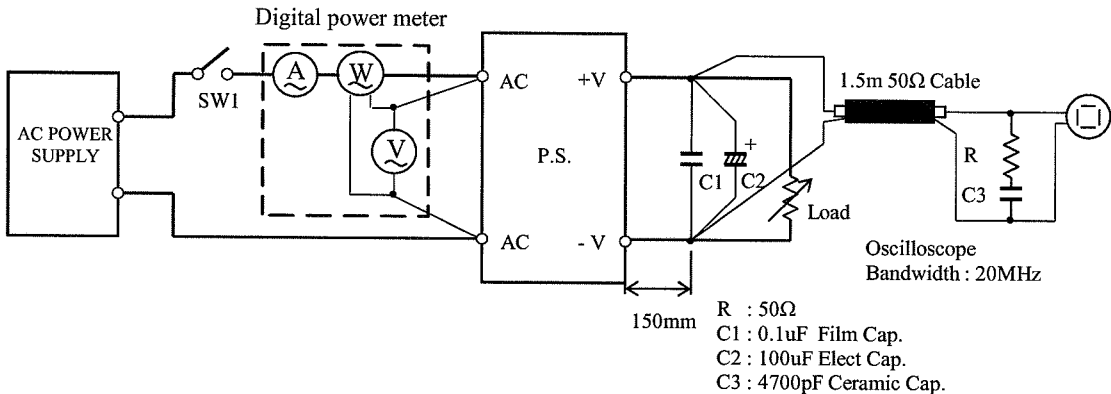 Digital power meter
A
W
V
SW1
AC POWER
SUPPLY
AC
AC
P.S.
+V
- V
C1
+
C2
Load
150mm
1.5m 50Ω Cable
R
C3
Oscilloscope
Bandwidth : 20MHz
R : 50Ω
C1 : 0.1uF Film Cap.
C2 : 100uF Elect Cap.
C3 : 4700pF Ceramic Cap.